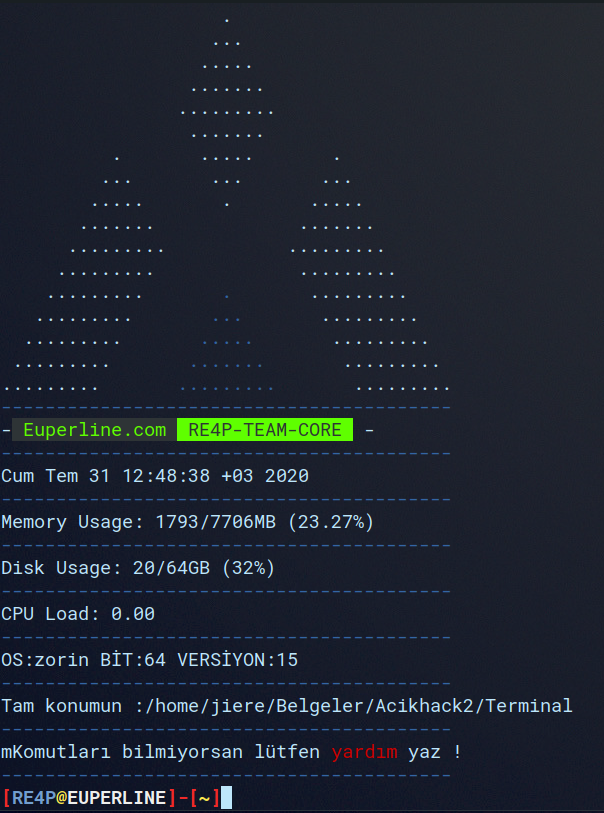 - Euperline.com RE4P-TEAM-CORE -
Cum Tem 31 12:48:38 +03 2020
Memory Usage: 1793/7706MB (23.27%)
Disk Usage: 20/64GB (32%)
CPU Load: 0.00
OS:zorin BİT:64 VERSİYON:15
Tam konumun :/home/jiere/Belgeler/Acikhack2/Terminal
mKomutları bilmiyorsan lütfen yardım yaz !
[RE4P@EUPERLINE]-[~]